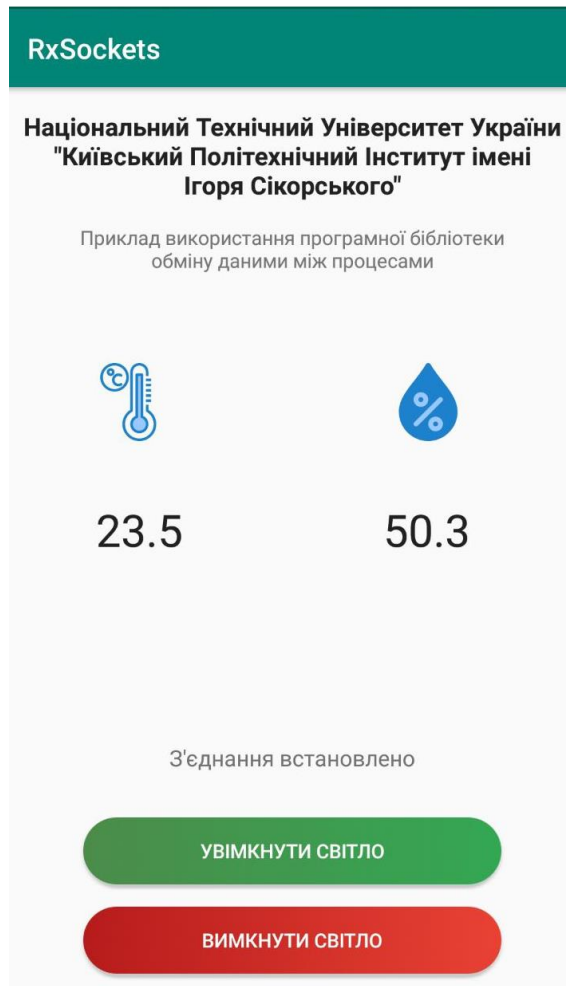 RxSockets
Національний Технічний Університет України
"Київський Політехнічний Інститут імені
Ігоря Сікорського"
Приклад використання програмної бібліотеки
обміну даними між процесами
°C
%
23.5
50.3
З'єднання встановлено
УВІМКНУТИ СВІТЛО
ВИМКНУТИ СВІТЛО